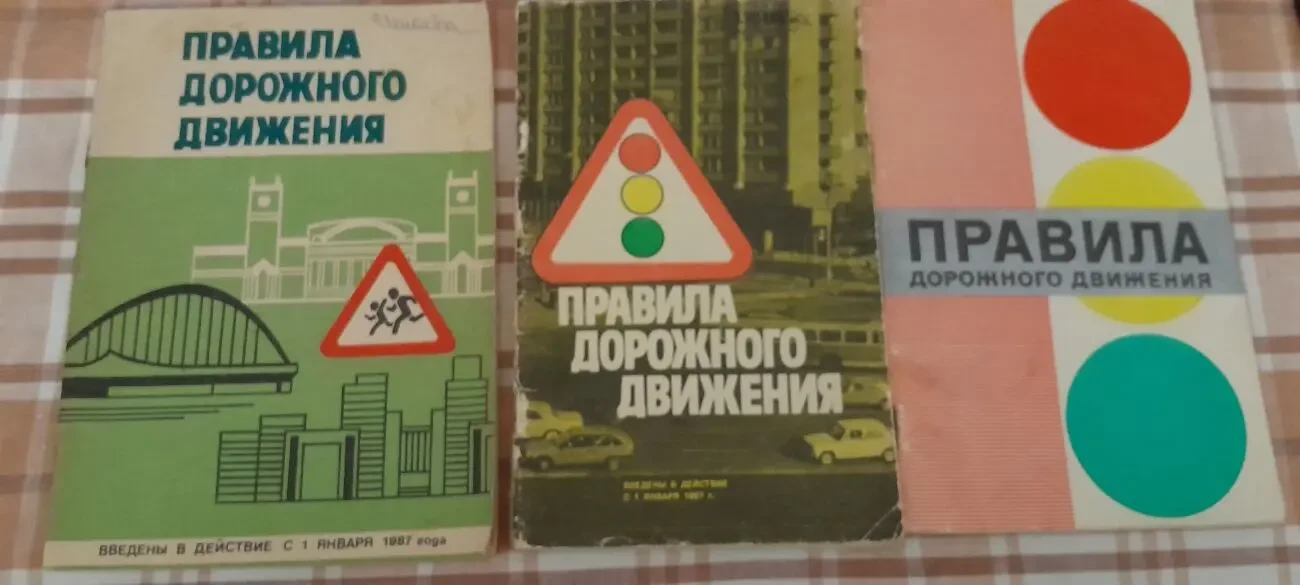 ПРАВИЛА
ДОРОЖНОГО
ДВИЖЕНИЯ
ВВЕДЕНЫ В ДЕЙСТВИЕ С 1 ЯНВАРЯ 1987 года
ПРАВИЛА
ДОРОЖНОГО
ДВИЖЕНИЯ
ВВЕДЕНЫ В ДЕЙСТВИЕ
С 1 ЯНВАРЯ 1987 г.
ПРАВИЛА
ДОРОЖНОГО ДВИЖЕНИЯ